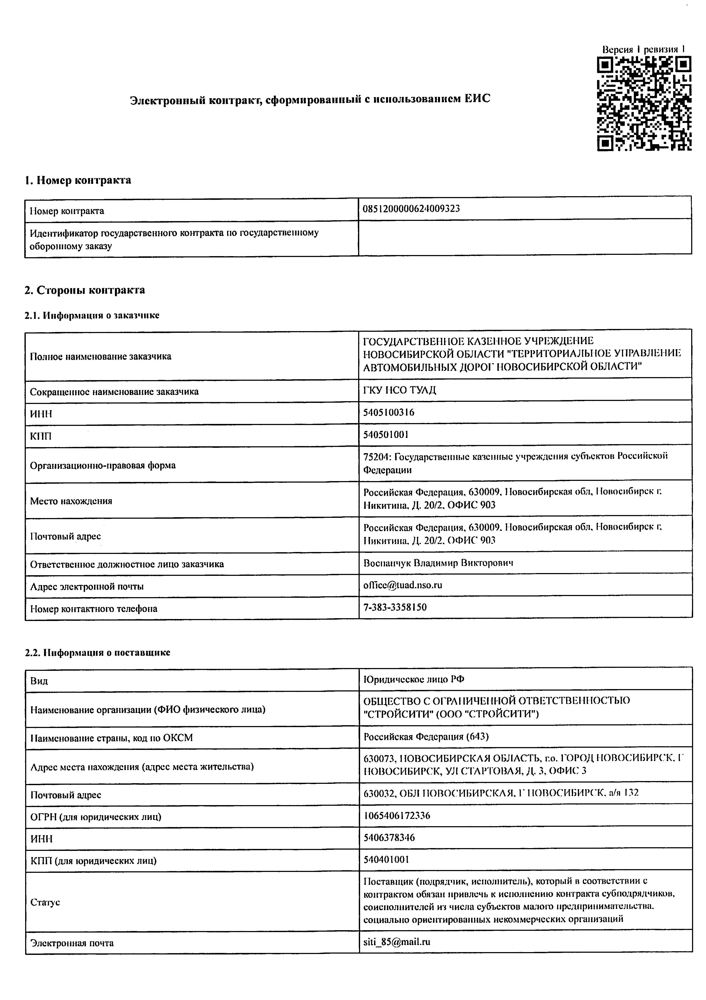 Версия 1 ревизия 1
Электронный контракт, сформированный с использованием ЕИС
1. Номер контракта
Номер контракта
0851200000624009323
Идентификатор государственного контракта по государственному
оборонному заказу
2. Стороны контракта
2.1. Информация о заказчике
Полное наименование заказчика
ГОСУДАРСТВЕННОЕ КАЗЕННОЕ УЧРЕЖДЕНИЕ
НОВОСИБИРСКОЙ ОБЛАСТИ "ТЕРРИТОРИАЛЬНОЕ УПРАВЛЕНИЕ
АВТОМОБИЛЬНЫХ ДОРОГ НОВОСИБИРСКОЙ ОБЛАСТИ"
Сокращенное наименование заказчика
ГКУ НСО ТУАД
ИНН
5405100316
КПП
540501001
Организационно-правовая форма
75204: Государственные казенные учреждения субъектов Российской
Федерации
Место нахождения
Российская Федерация, 630009, Новосибирская обл, Новосибирск г,
Никитина, Д. 20/2, ОФИС 903
Почтовый адрес
Российская Федерация, 630009, Новосибирская обл, Новосибирск г,
Никитина, Д. 20/2, ОФИС 903
Ответственное должностное лицо заказчика
Воспанчук Владимир Викторович
Адрес электронной почты
office@tuad.nso.ru
Номер контактного телефона
7-383-3358150
2.2. Информация о поставщике
Вид
Юридическое лицо РФ
Наименование организации (ФИО физического лица)
ОБЩЕСТВО С ОГРАНИЧЕННОЙ ОТВЕТСТВЕННОСТЬЮ
"СТРОЙСИТИ" (ООО "СТРОЙСИТИ")
Наименование страны, код по ОКСМ
Российская Федерация (643)
Адрес места нахождения (адрес места жительства)
630073, НОВОСИБИРСКАЯ ОБЛАСТЬ, г.о. ГОРОД НОВОСИБИРСК, Г
НОВОСИБИРСК, УЛ СТАРТОВАЯ, Д. 3, ОФИС 3
Почтовый адрес
630032, ОБЛ НОВОСИБИРСКАЯ, Г НОВОСИБИРСК, а/я 132
ОГРН (для юридических лиц)
1065406172336
ИНН
5406378346
КПП (для юридических лиц)
540401001
Статус
Поставщик (подрядчик, исполнитель), который в соответствии с
контрактом обязан привлечь к исполнению контракта субподрядчиков,
соисполнителей из числа субъектов малого предпринимательства,
социально ориентированных некоммерческих организаций
Электронная почта
siti_85@mail.ru